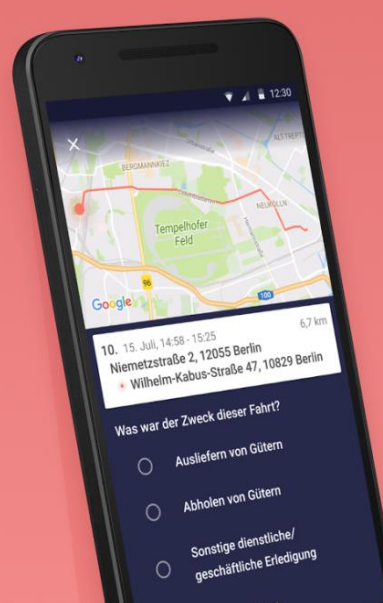 12:30
ALT-TREPT
BERGMANNKIEZ
NEUKÖLLN
Tempelhofer
Feld
96
100
Google
10. 15. Juli, 14:58 - 15:25
6,7 km
Niemetzstraße 2, 12055 Berlin
Wilhelm-Kabus-Straße 47, 10829 Berlin
Was war der Zweck dieser Fahrt?
Ausliefern von Gütern
Abholen von Gütern
Sonstige dienstliche/
geschäftliche Erledigung